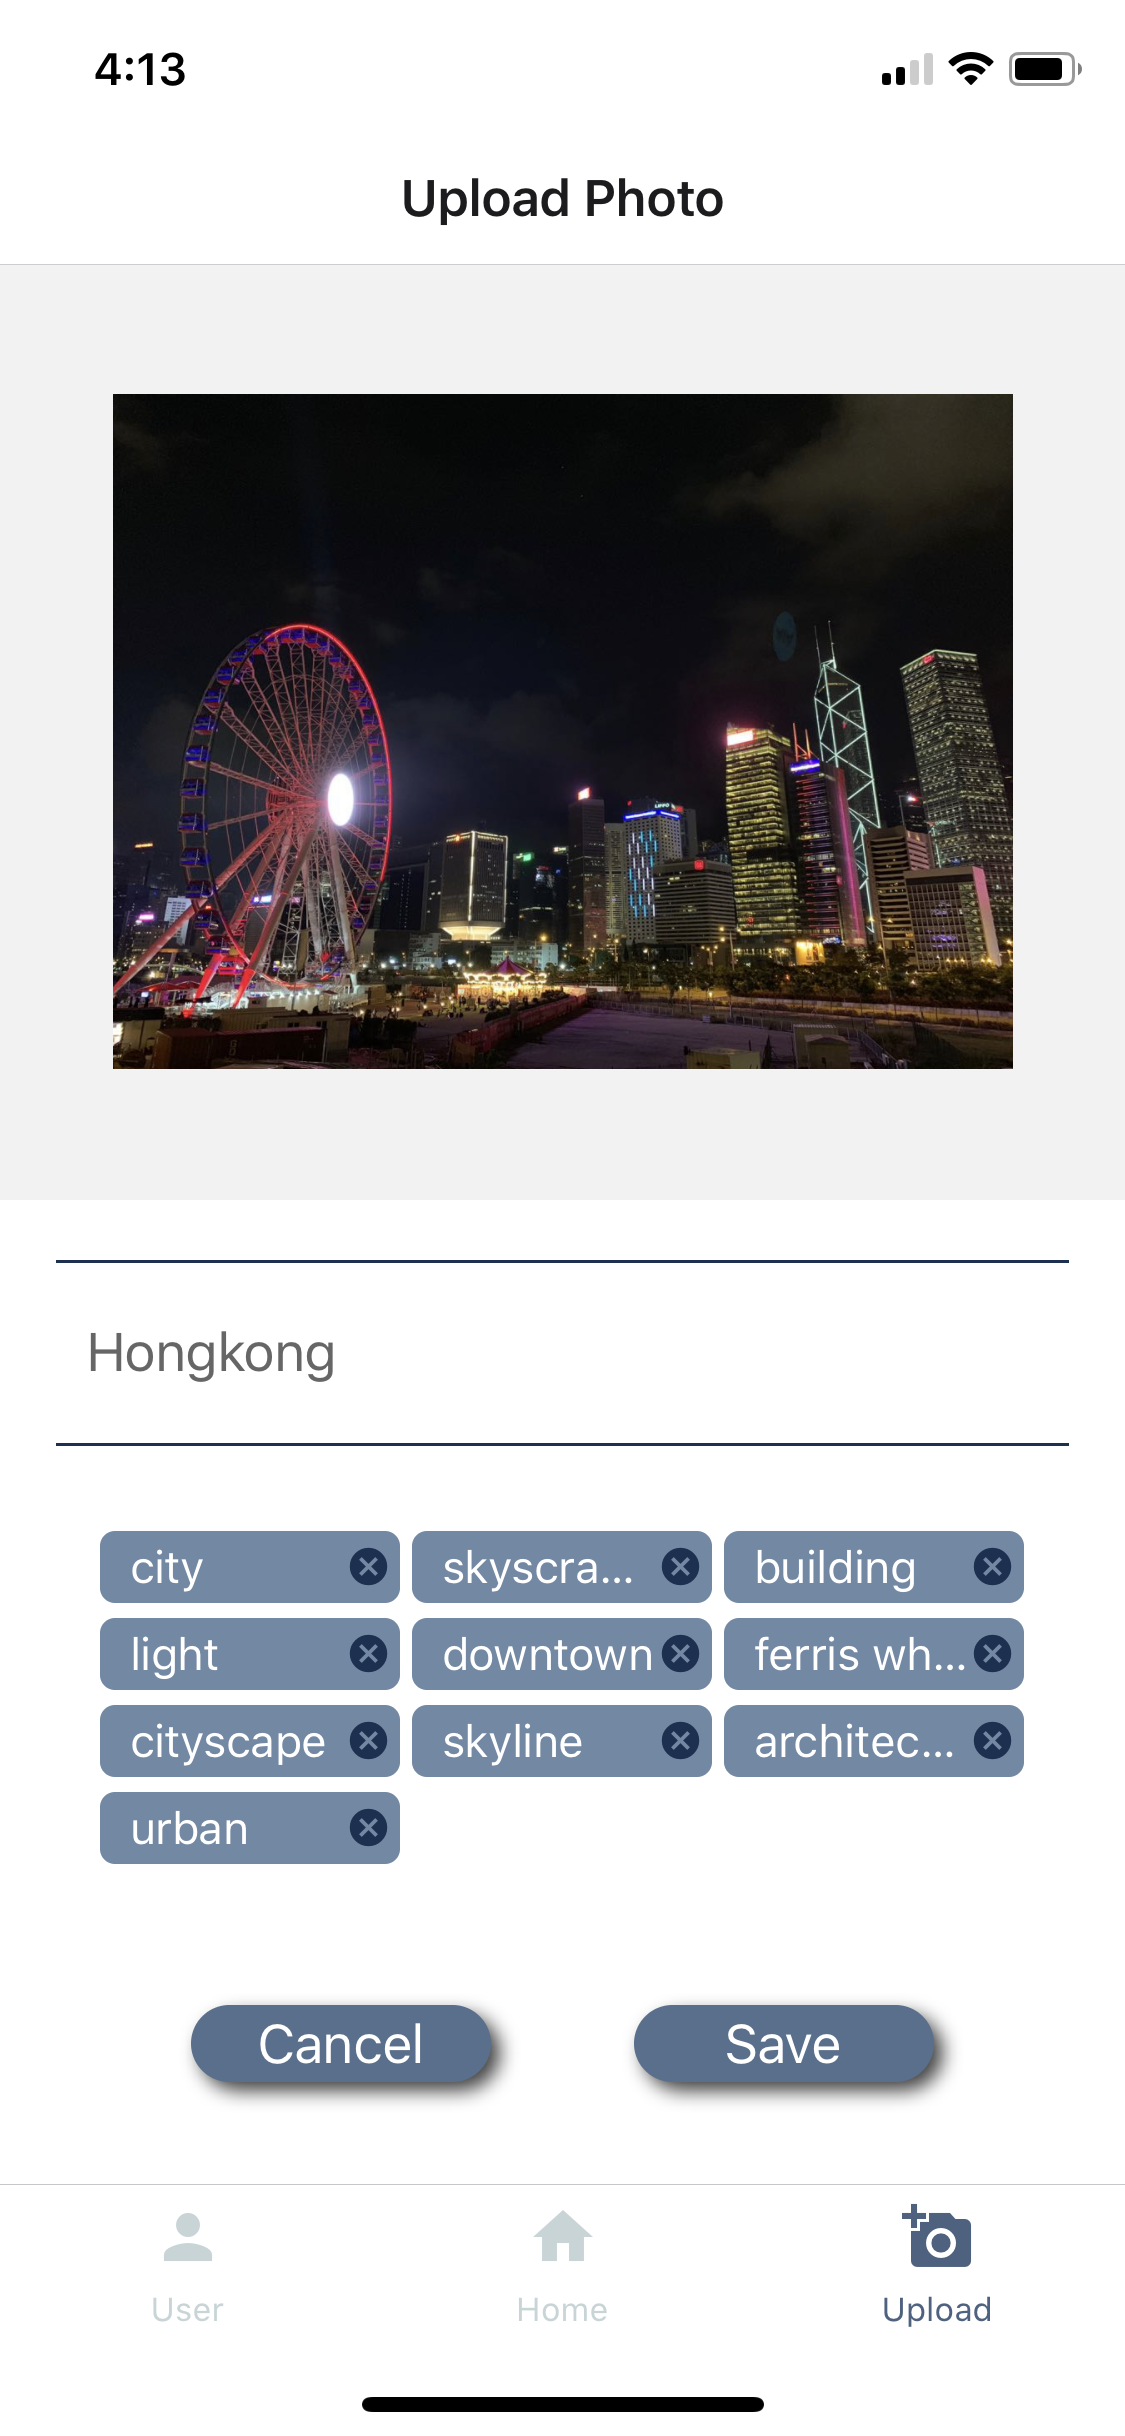 4:13
Upload Photo
LIPPO
Hongkong
city
skyscra...
building
light
downtown
ferris wh...
cityscape
skyline
architec...
urban
Cancel
Save
User
Home
Upload